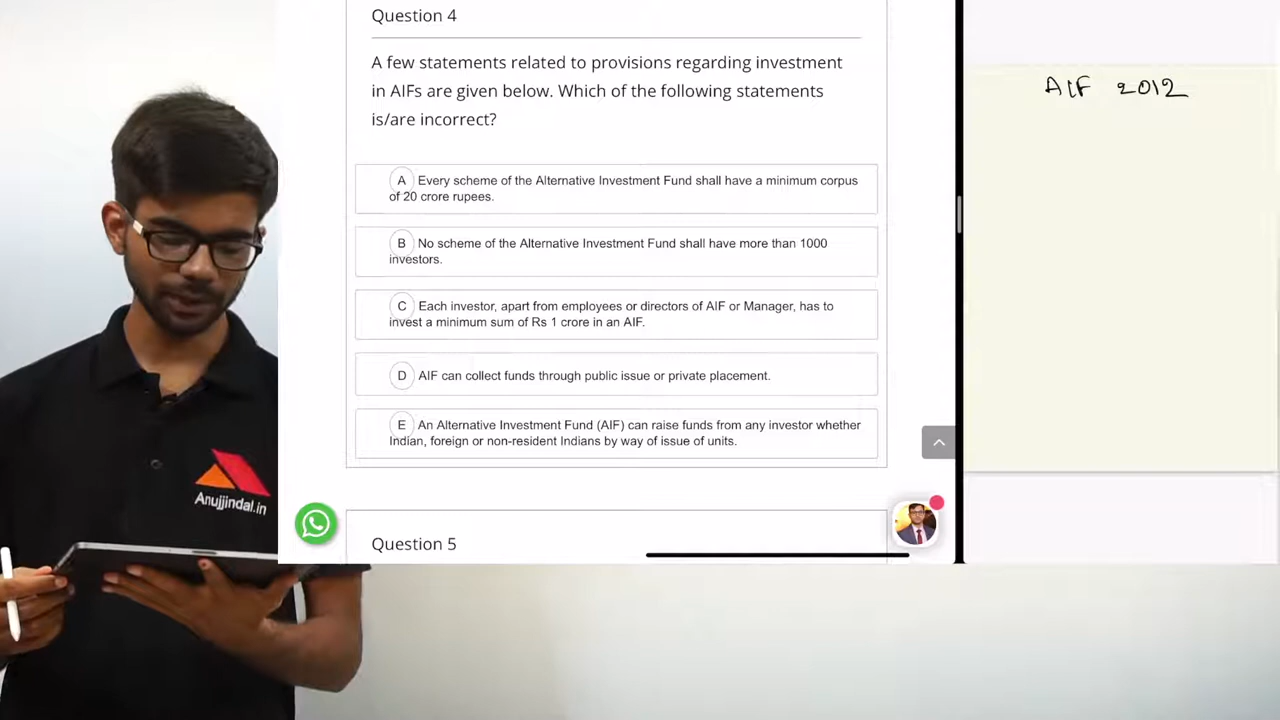 Question 4
A few statements related to provisions regarding investment
in AIFs are given below. Which of the following statements
is/are incorrect?
A Every scheme of the Alternative Investment Fund shall have a minimum corpus
of 20 crore rupees.
B No scheme of the Alternative Investment Fund shall have more than 1000
investors.
C Each investor, apart from employees or directors of AIF or Manager, has to
invest a minimum sum of Rs 1 crore in an AIF.
D AIF can collect funds through public issue or private placement.
E An Alternative Investment Fund (AIF) can raise funds from any investor whether
Indian, foreign or non-resident Indians by way of issue of units.
Question 5
AIF 2012
Anujjindal.in